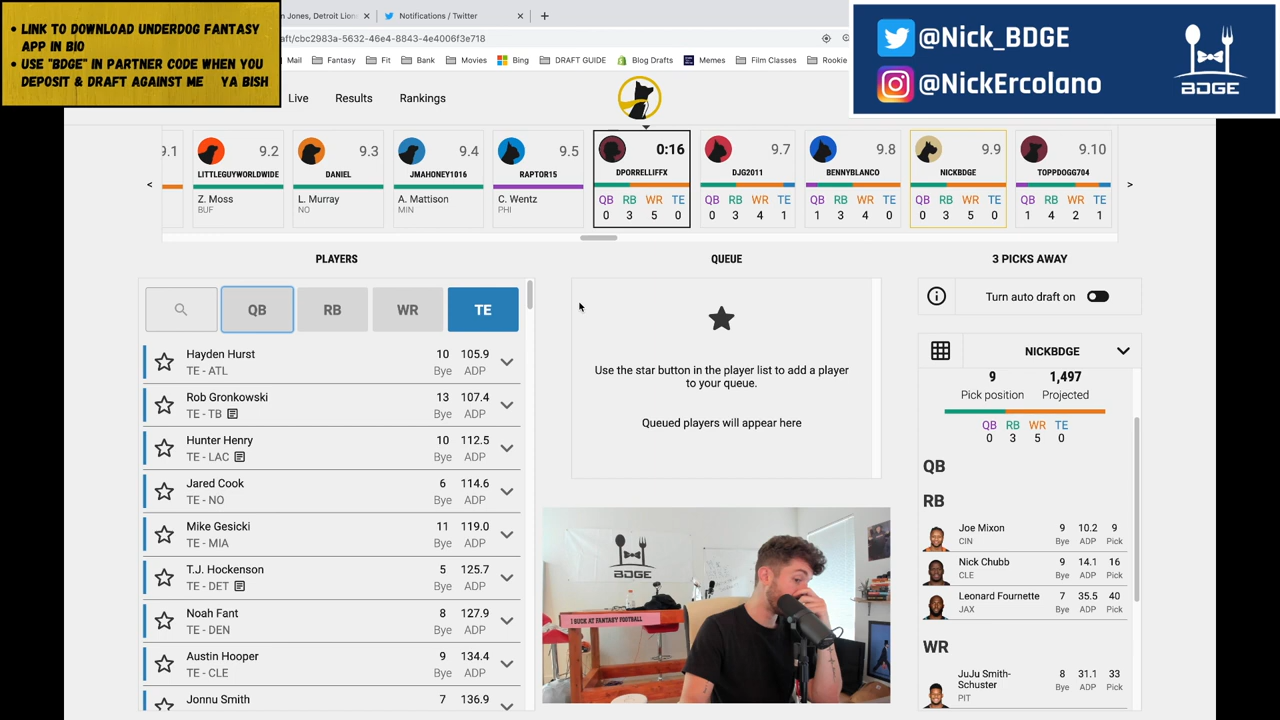 • LINK TO DOWNLOAD UNDERDOG FANTASY
APP IN BIO
• USE "BDGE" IN PARTNER CODE WHEN YOU
DEPOSIT & DRAFT AGAINST ME YA BISH
n Jones, Detroit Lion
Notifications / Twitter
aft/cbc2983a-5632-46e4-8843-4e4006f3e718
Mail Fantasy Fit Bank Movies Bing DRAFT GUIDE Blog Drafts Memes Film Classes Rookie
@Nick_BDGE
@NickErcolano
BDGE
Live Results Rankings
9.1
9.2
LITTLEGUYWORLDWIDE
Z. Moss
BUF
9.3
DANIEL
L. Murray
NO
9.4
JMAHONEY1016
A. Mattison
MIN
9.5
RAPTOR15
C. Wentz
PHI
0:16
DPORRELLIFFX
QB RB WR TE
0 3 5 0
9.7
DJG2011
QB RB WR TE
0 3 4 1
9.8
BENNYBLANCO
QB RB WR TE
1 3 4 0
9.9
NICKBDGE
QB RB WR TE
0 3 5 0
9.10
TOPPDOGG704
QB RB WR TE
1 4 2 1
< >
PLAYERS
QB RB WR TE
Hayden Hurst 10 105.9
TE - ATL Bye ADP
Rob Gronkowski 13 107.4
TE - TB Bye ADP
Hunter Henry 10 112.5
TE - LAC Bye ADP
Jared Cook 6 114.6
TE - NO Bye ADP
Mike Gesicki 11 119.0
TE - MIA Bye ADP
T.J. Hockenson 5 125.7
TE - DET Bye ADP
Noah Fant 8 127.9
TE - DEN Bye ADP
Austin Hooper 9 134.4
TE - CLE Bye ADP
Jonnu Smith 7 136.9
QUEUE
Use the star button in the player list to add a player
to your queue.
Queued players will appear here
BDGE
I SUCK AT FANTASY FOOTBALL
3 PICKS AWAY
Turn auto draft on
NICKBDGE
9 1,497
Pick position Projected
QB RB WR TE
0 3 5 0
QB
RB
Joe Mixon 9 10.2 9
CIN Bye ADP Pick
Nick Chubb 9 14.1 16
CLE Bye ADP Pick
Leonard Fournette 7 35.5 40
JAX Bye ADP Pick
WR
JuJu Smith-
Schuster 8 31.1 33
PIT Bye ADP Pick